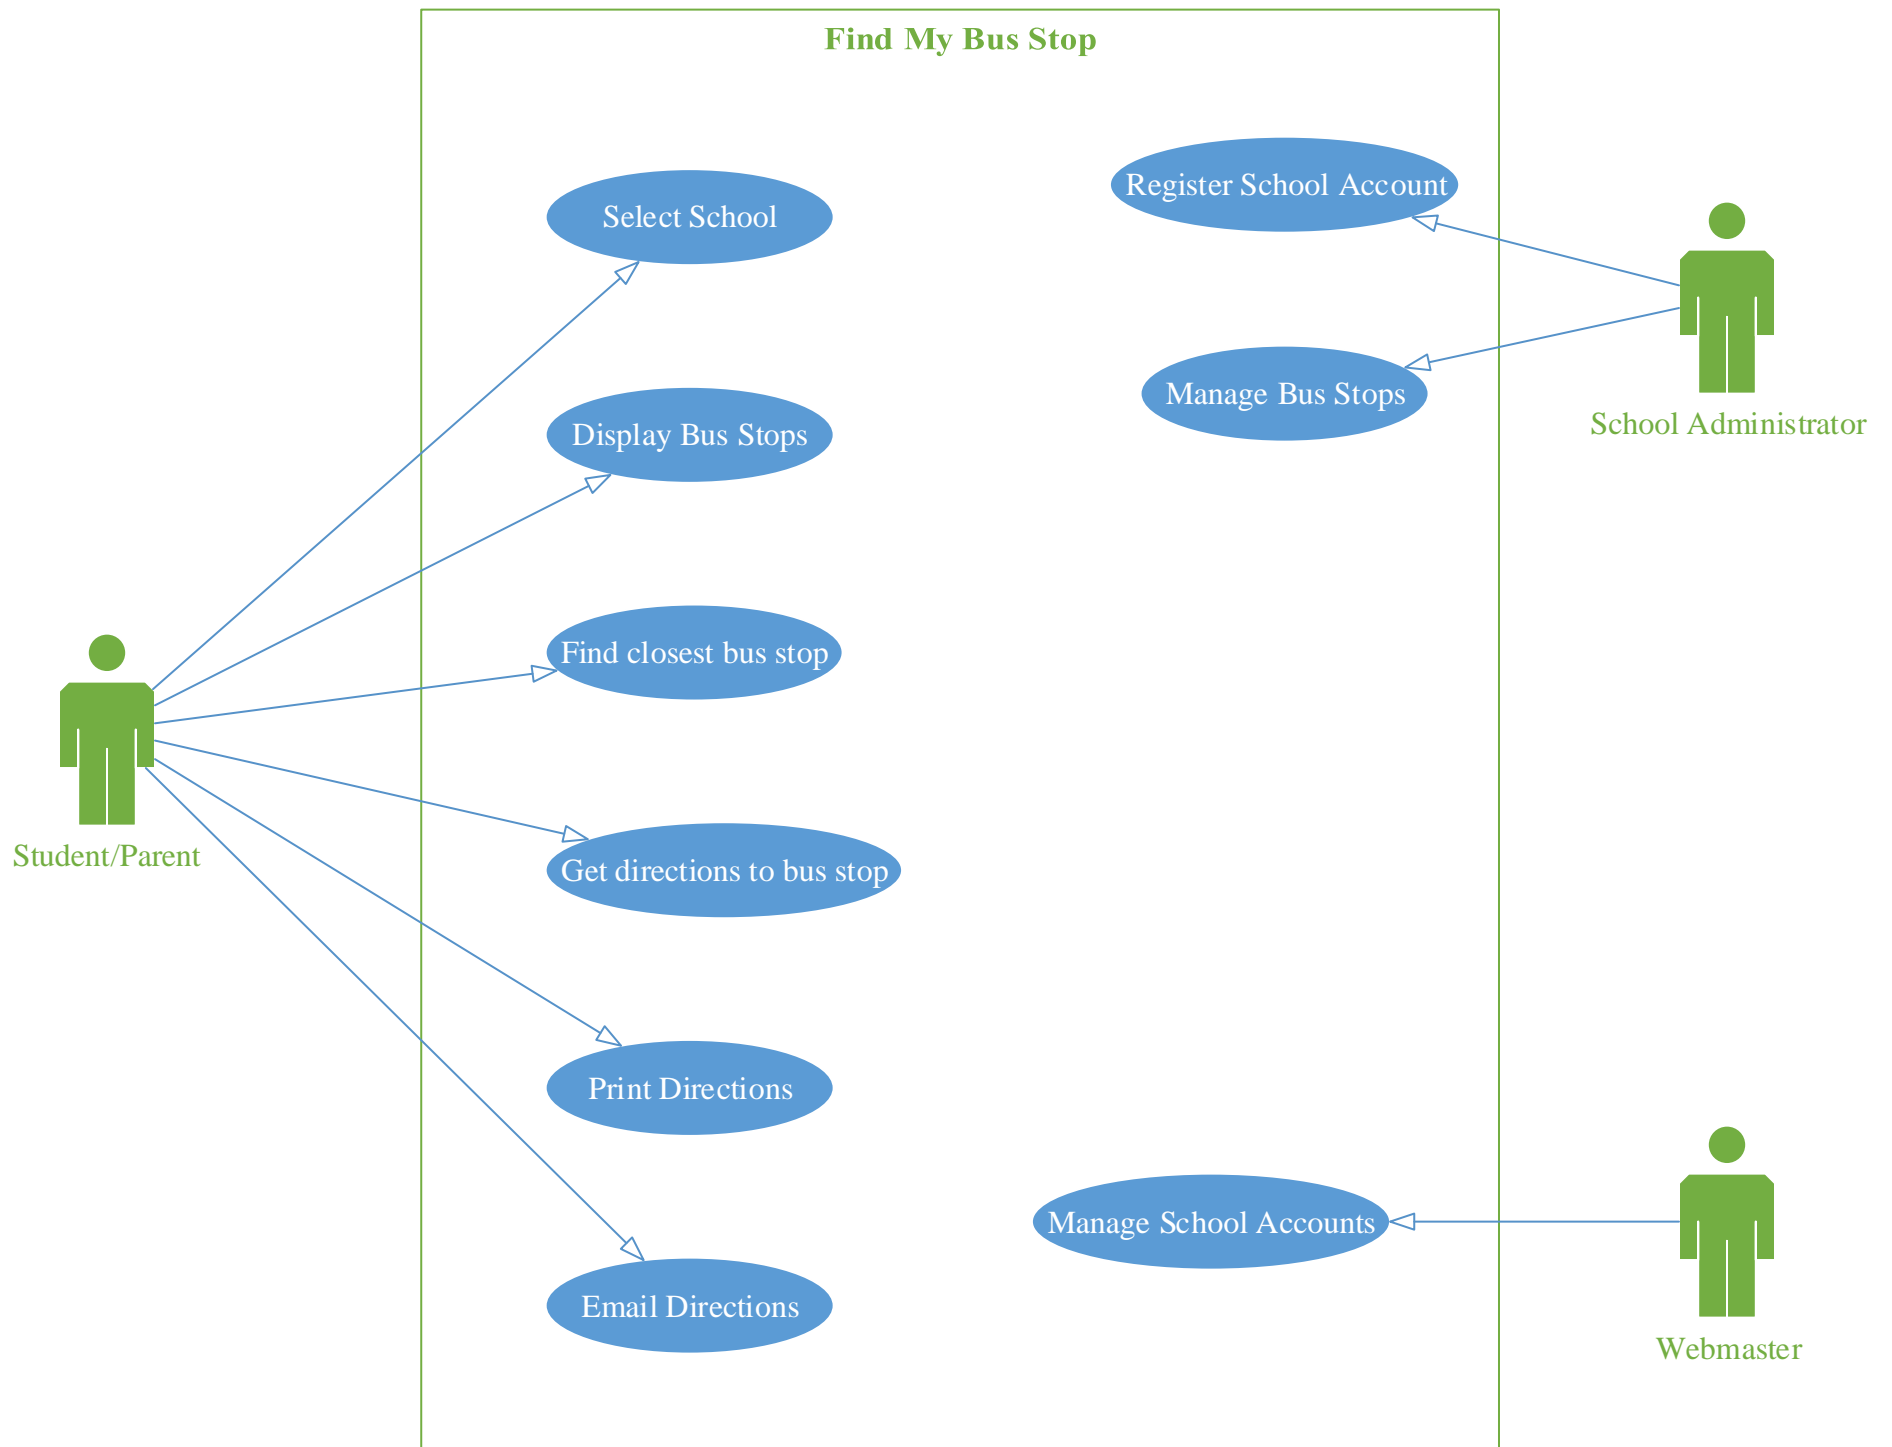 Find My Bus Stop
Select School
Display Bus Stops
Find closest bus stop
Get directions to bus stop
Print Directions
Email Directions
Student/Parent
Register School Account
Manage Bus Stops
School Administrator
Manage School Accounts
Webmaster